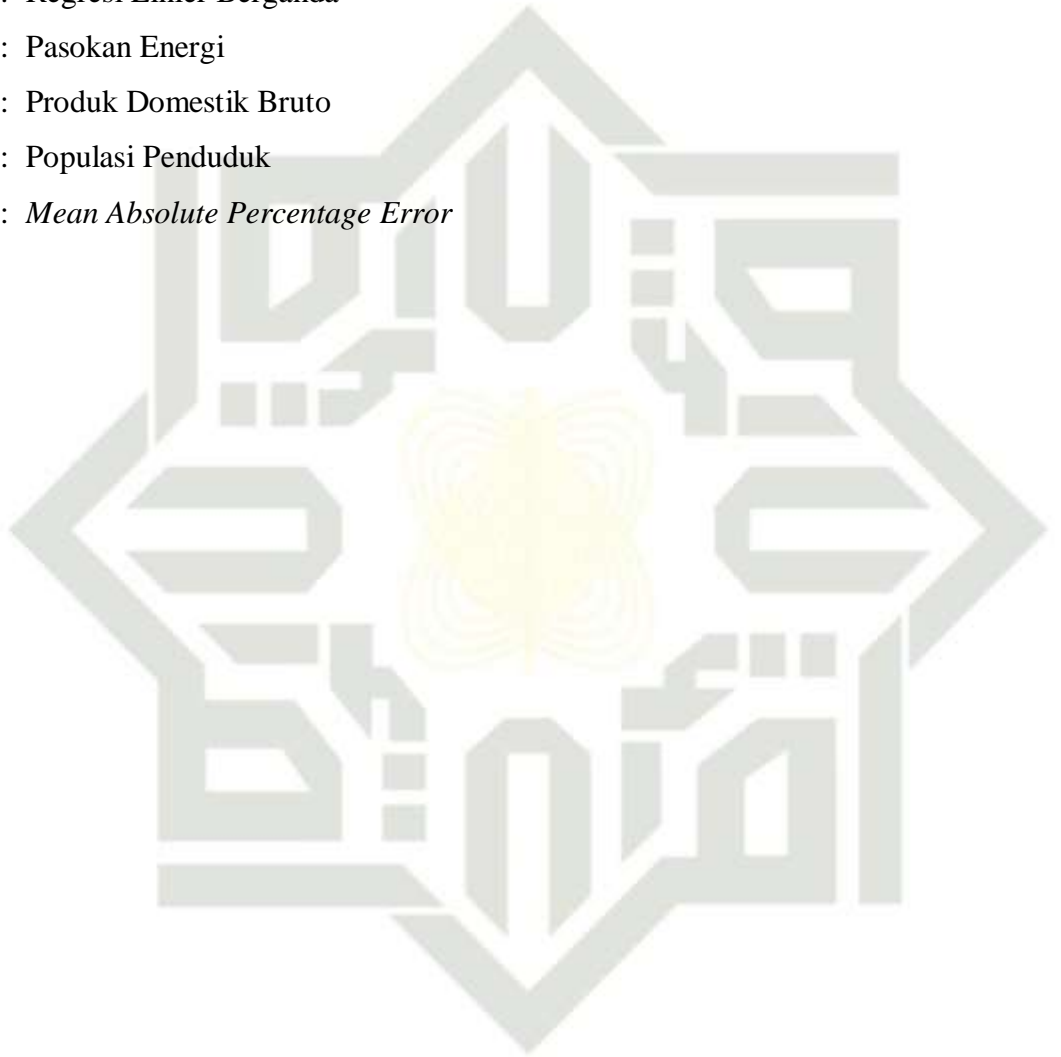 : Regresi Linier Berganda
: Pasokan Energi
: Produk Domestik Bruto
: Populasi Penduduk
: Mean Absolute Percentage Error